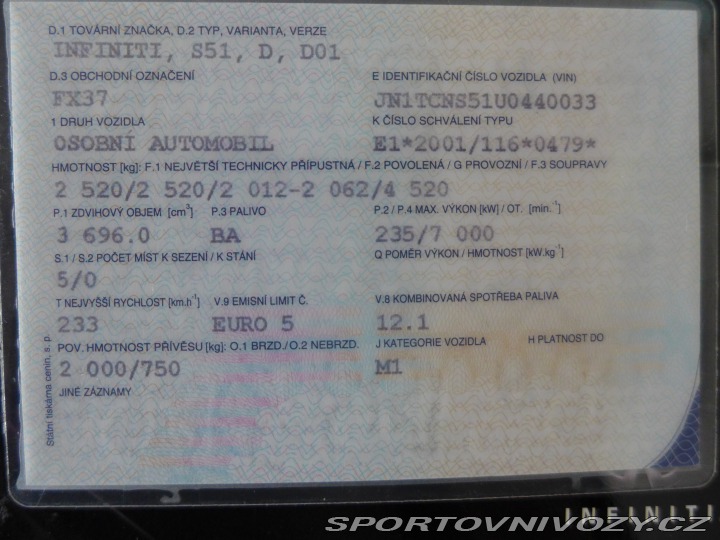 D.1 TOVÁRNÍ ZNAČKA, D.2 TYP, VARIANTA, VERZE
INFINITI, S51, D, D01
D.3 OBCHODNÍ OZNAČENÍ E IDENTIFIKAČNÍ ČÍSLO VOZIDLA (VIN)
FX37 JN1TCNS51U0440033
1 DRUH VOZIDLA K ČÍSLO SCHVÁLENÍ TYPU
OSOBNÍ AUTOMOBIL E1*2001/116*0479*
HMOTNOST [kg]: F.1 NEJVĚTŠÍ TECHNICKY PŘÍPUSTNÁ / F.2 POVOLENÁ / G PROVOZNÍ / F.3 SOUPRAVY
2 520/2 520/2 012-2 062/4 520
P.1 ZDVIHOVÝ OBJEM [cm³] P.3 PALIVO P.2 / P.4 MAX. VÝKON [kW] / OT. [min.⁻¹]
3 696.0 BA 235/7 000
S.1 / S.2 POČET MÍST K SEZENÍ / K STÁNÍ Q POMĚR VÝKON / HMOTNOST [kW.kg⁻¹]
5/0
T NEJVYŠŠÍ RYCHLOST [km.h⁻¹] V.9 EMISNÍ LIMIT Č. V.8 KOMBINOVANÁ SPOTŘEBA PALIVA
233 EURO 5 12.1
POV. HMOTNOST PŘÍVĚSU [kg]: O.1 BRZD./O.2 NEBRZD. J KATEGORIE VOZIDLA H PLATNOST DO
2 000/750 M1
JINÉ ZÁZNAMY
Státní tiskárna cenin, s. p.
INFINITI
SPORTOVNIVOZY.CZ